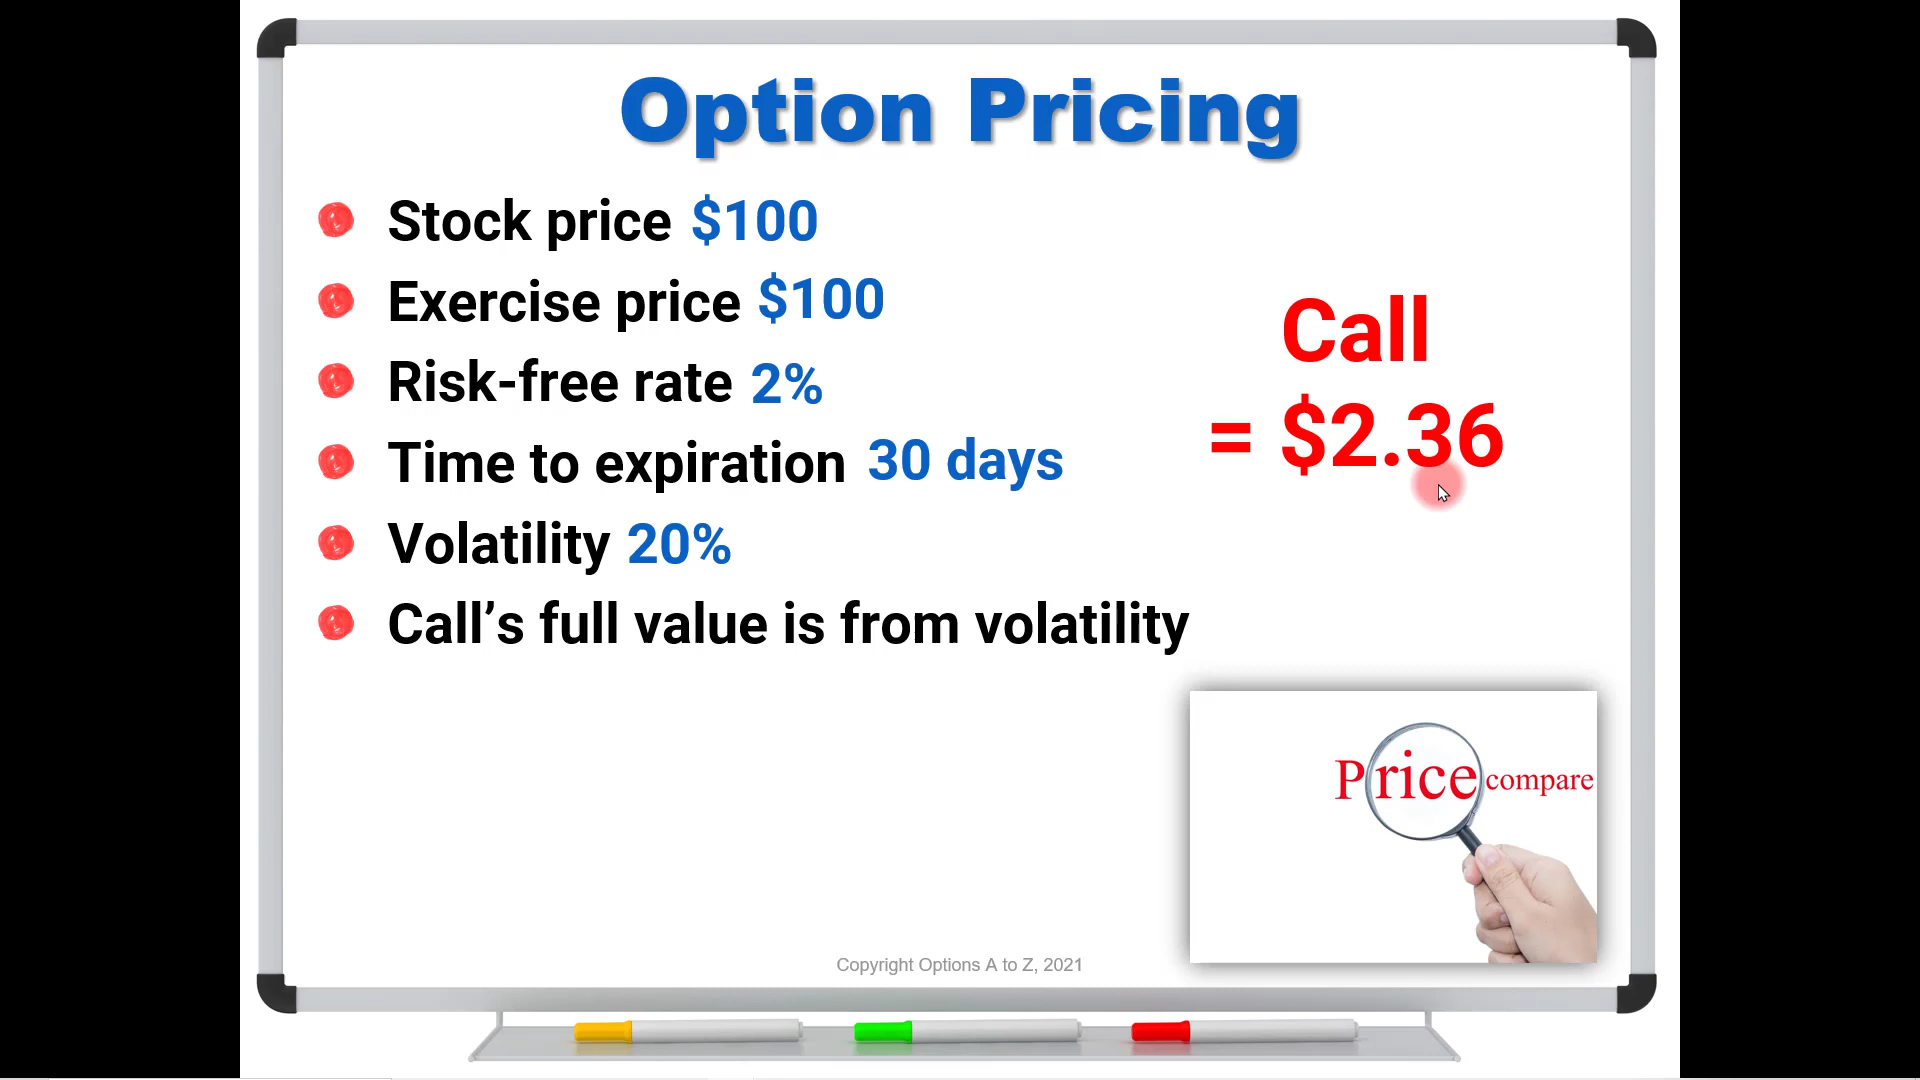 Option Pricing
Stock price $100
Exercise price $100
Risk-free rate 2%
Time to expiration 30 days
Volatility 20%
Call’s full value is from volatility
Call
= $2.36
Price compare
Copyright Options A to Z, 2021